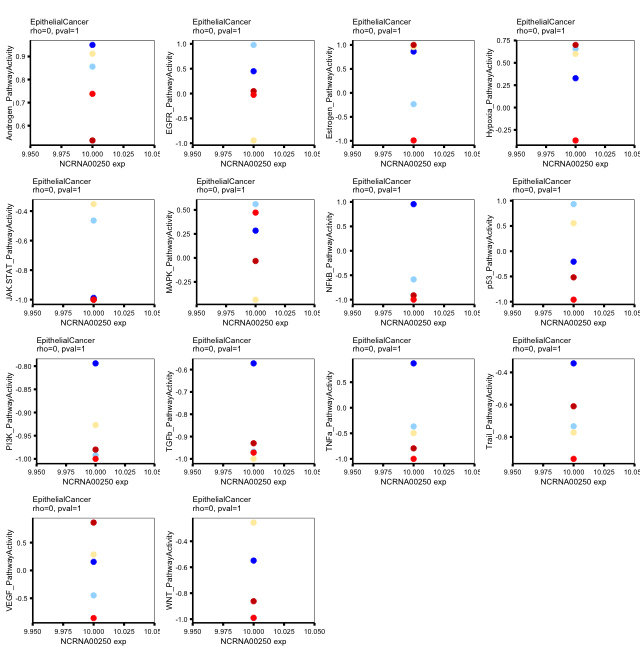 EpithelialCancer
rho=0, pval=1
Androgen_PathwayActivity
0.9
0.8
0.7
0.6
9.950 9.975 10.000 10.025 10.05
NCRNA00250 exp
EpithelialCancer
rho=0, pval=1
EGFR_PathwayActivity
1.0
0.5
0.0
-0.5
-1.0
9.950 9.975 10.000 10.025 10.05
NCRNA00250 exp
EpithelialCancer
rho=0, pval=1
Estrogen_PathwayActivity
1.0
0.5
0.0
-0.5
-1.0
9.950 9.975 10.000 10.025 10.05
NCRNA00250 exp
EpithelialCancer
rho=0, pval=1
Hypoxia_PathwayActivity
0.75
0.50
0.25
0.00
-0.25
9.950 9.975 10.000 10.025 10.05
NCRNA00250 exp
EpithelialCancer
rho=0, pval=1
JAK.STAT_PathwayActivity
-0.4
-0.6
-0.8
-1.0
9.950 9.975 10.000 10.025 10.05
NCRNA00250 exp
EpithelialCancer
rho=0, pval=1
MAPK_PathwayActivity
0.50
0.25
0.00
-0.25
9.950 9.975 10.000 10.025 10.05
NCRNA00250 exp
EpithelialCancer
rho=0, pval=1
NFkB_PathwayActivity
1.0
0.5
0.0
-0.5
-1.0
9.950 9.975 10.000 10.025 10.05
NCRNA00250 exp
EpithelialCancer
rho=0, pval=1
p53_PathwayActivity
1.0
0.5
0.0
-0.5
-1.0
9.950 9.975 10.000 10.025 10.05
NCRNA00250 exp
EpithelialCancer
rho=0, pval=1
PI3K_PathwayActivity
-0.80
-0.85
-0.90
-0.95
-1.00
9.950 9.975 10.000 10.025 10.05
NCRNA00250 exp
EpithelialCancer
rho=0, pval=1
TGFb_PathwayActivity
-0.6
-0.7
-0.8
-0.9
-1.0
9.950 9.975 10.000 10.025 10.05
NCRNA00250 exp
EpithelialCancer
rho=0, pval=1
TNFa_PathwayActivity
0.5
0.0
-0.5
-1.0
9.950 9.975 10.000 10.025 10.05
NCRNA00250 exp
EpithelialCancer
rho=0, pval=1
Trail_PathwayActivity
-0.4
-0.6
-0.8
9.950 9.975 10.000 10.025 10.05
NCRNA00250 exp
EpithelialCancer
rho=0, pval=1
VEGF_PathwayActivity
0.5
0.0
-0.5
9.950 9.975 10.000 10.025 10.05
NCRNA00250 exp
EpithelialCancer
rho=0, pval=1
WNT_PathwayActivity
-0.4
-0.6
-0.8
-1.0
9.950 9.975 10.000 10.025 10.050
NCRNA00250 exp